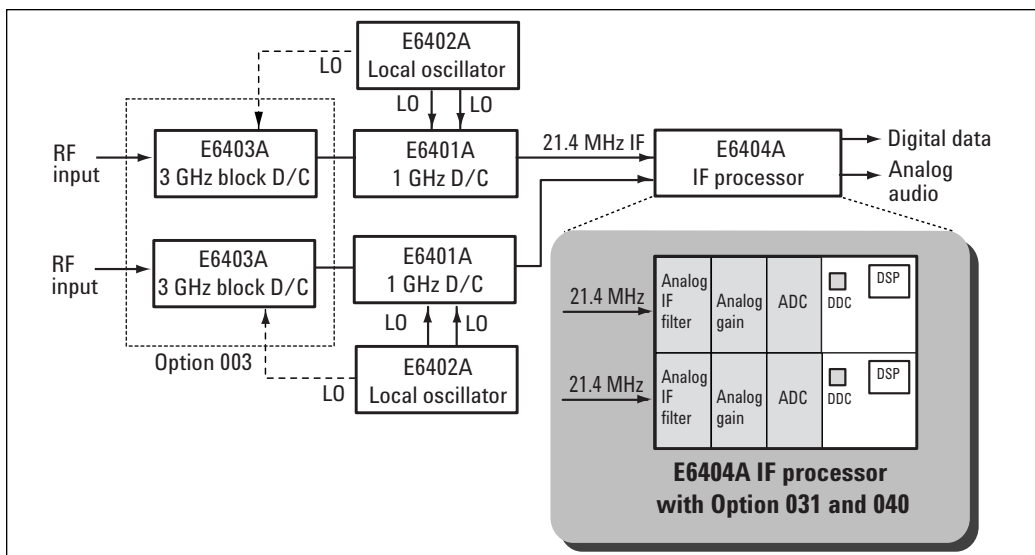 E6402A
Local oscillator
LO
LO
LO
RF
input
E6403A
3 GHz block D/C
E6401A
1 GHz D/C
21.4 MHz IF
E6404A
IF processor
Digital data
Analog
audio
RF
input
E6403A
3 GHz block D/C
E6401A
1 GHz D/C
LO
LO
Option 003
LO
E6402A
Local oscillator
21.4 MHz
Analog
IF
filter
Analog
gain
ADC
DDC
DSP
21.4 MHz
Analog
IF
filter
Analog
gain
ADC
DDC
DSP
E6404A IF processor
with Option 031 and 040